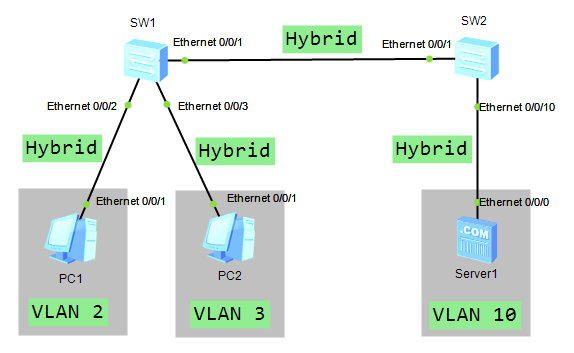 SW1
SW2
Ethernet 0/0/1
Hybrid
Ethernet 0/0/1
Ethernet 0/0/2
Ethernet 0/0/3
Ethernet 0/0/10
Hybrid
Hybrid
Hybrid
Ethernet 0/0/1
Ethernet 0/0/1
Ethernet 0/0/0
.COM
PC1
PC2
Server1
VLAN 2
VLAN 3
VLAN 10